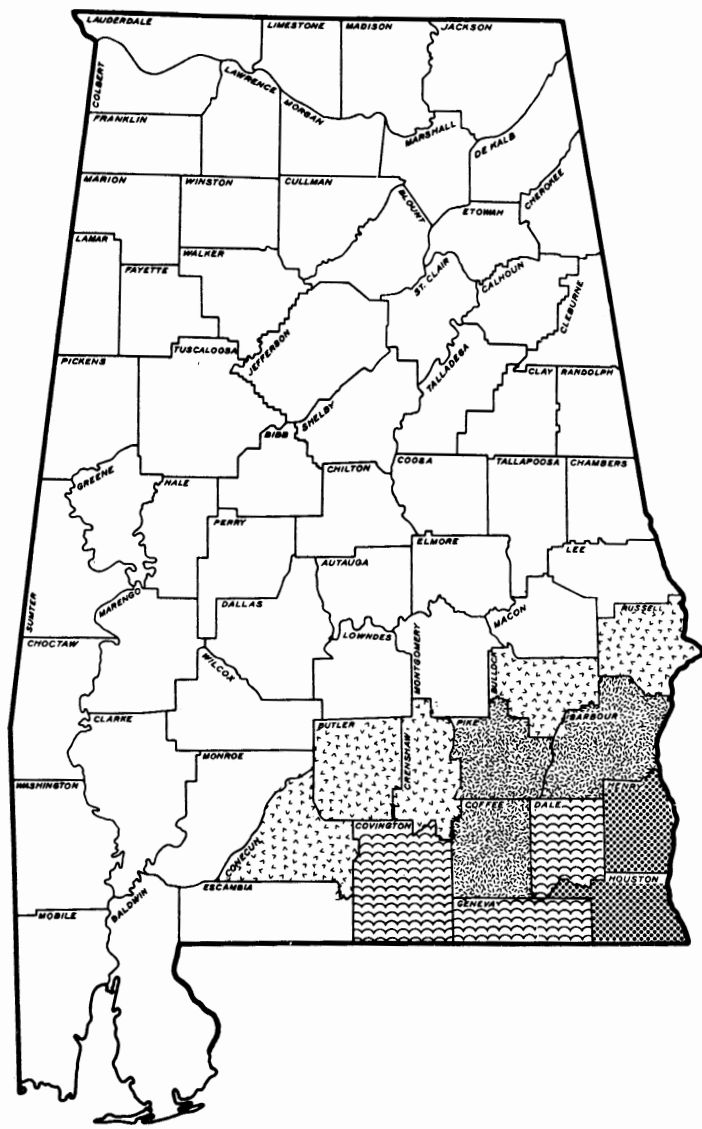 LAUDERDALE
LIMESTONE
MADISON
JACKSON
COLBERT
LAWRENCE
MORGAN
FRANKLIN
MARSHALL
DE KALB
MARION
WINSTON
CULLMAN
BLOUNT
CHEROKEE
ETOWAH
LAMAR
WALKER
FAYETTE
ST. CLAIR
CALHOUN
CLEBURNE
JEFFERSON
TUSCALOOSA
PICKENS
TALLADEGA
CLAY
RANDOLPH
SHELBY
BIBB
GREENE
HALE
CHILTON
COOSA
TALLAPOOSA
CHAMBERS
PERRY
ELMORE
LEE
AUTAUGA
SUMTER
MARENGO
DALLAS
LOWNDES
MONTGOMERY
MACON
RUSSELL
CHOCTAW
WILCOX
BULLOCK
CLARKE
BUTLER
CRENSHAW
PIKE
BARBOUR
MONROE
WASHINGTON
CONECUH
COVINGTON
COFFEE
DALE
HENRY
ESCAMBIA
HOUSTON
MOBILE
BALDWIN
GENEVA